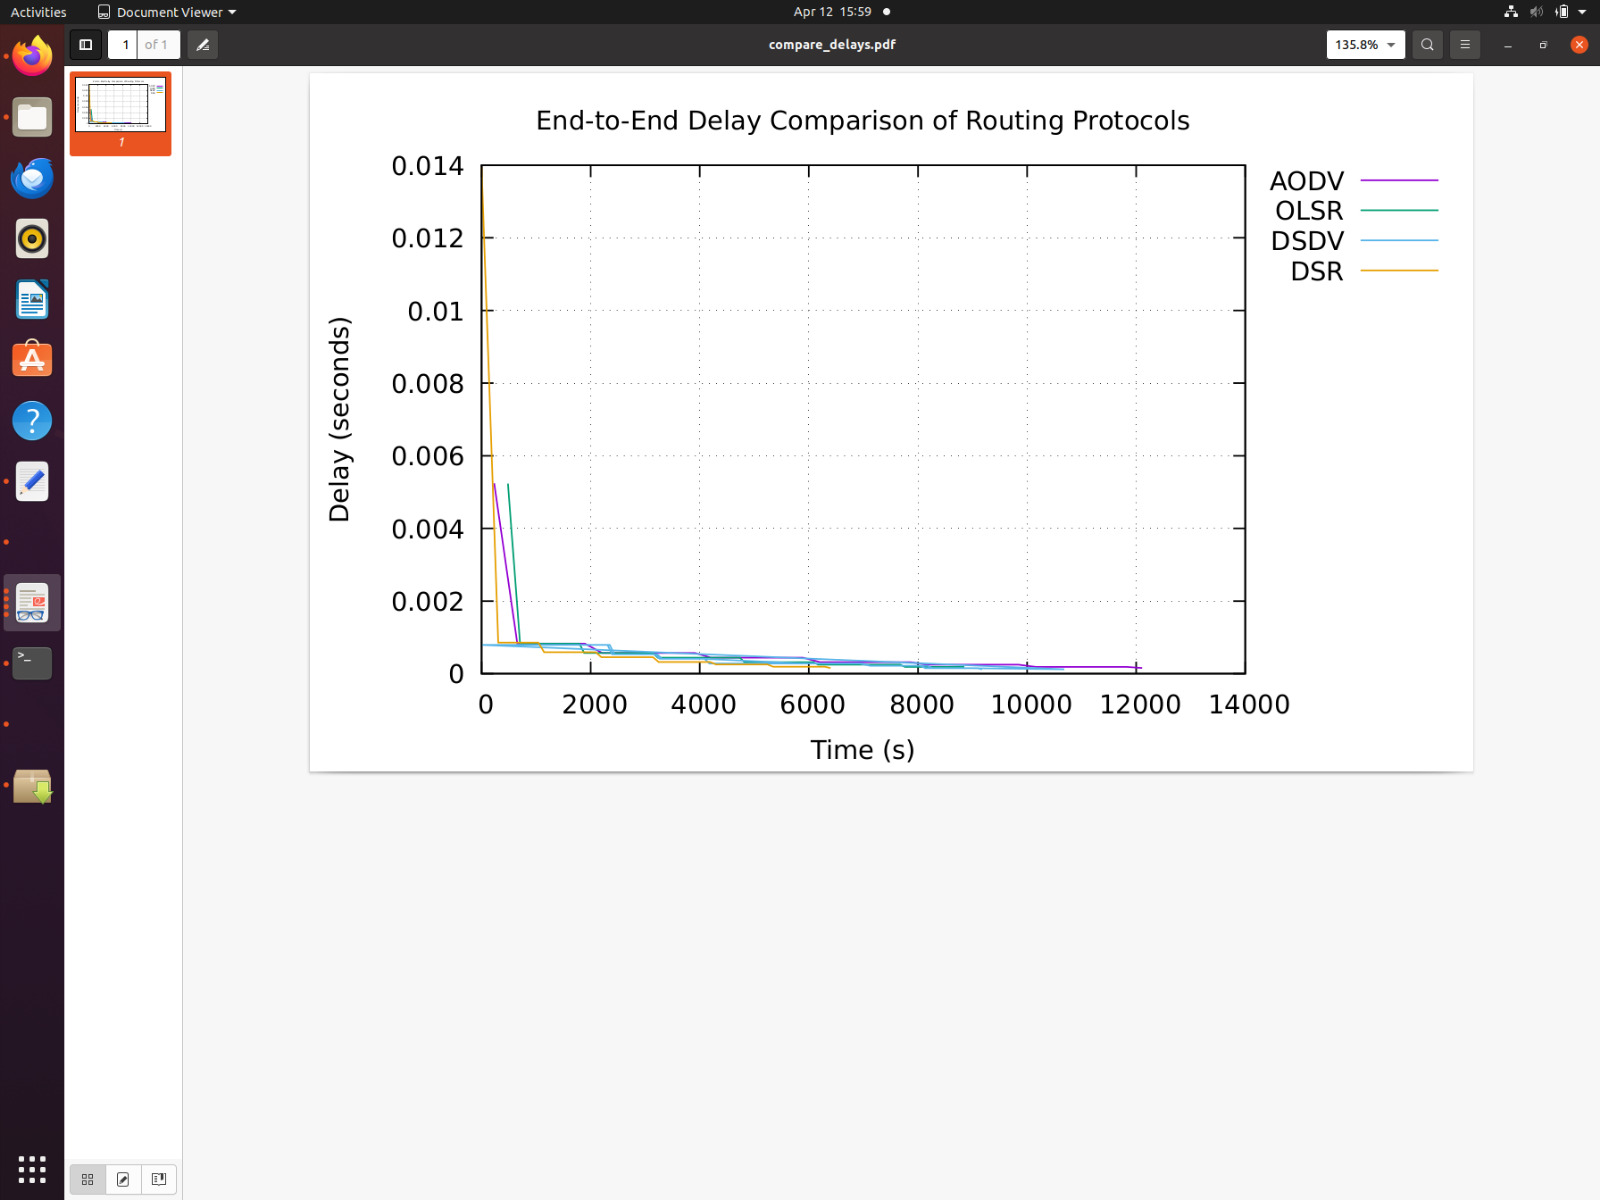 Activities
Document Viewer
Apr 12 15:59
1
of 1
compare_delays.pdf
135.8%
1
End-to-End Delay Comparison of Routing Protocols
Delay (seconds)
0.014
0.012
0.01
0.008
0.006
0.004
0.002
0
0 2000 4000 6000 8000 10000 12000 14000
Time (s)
AODV
OLSR
DSDV
DSR